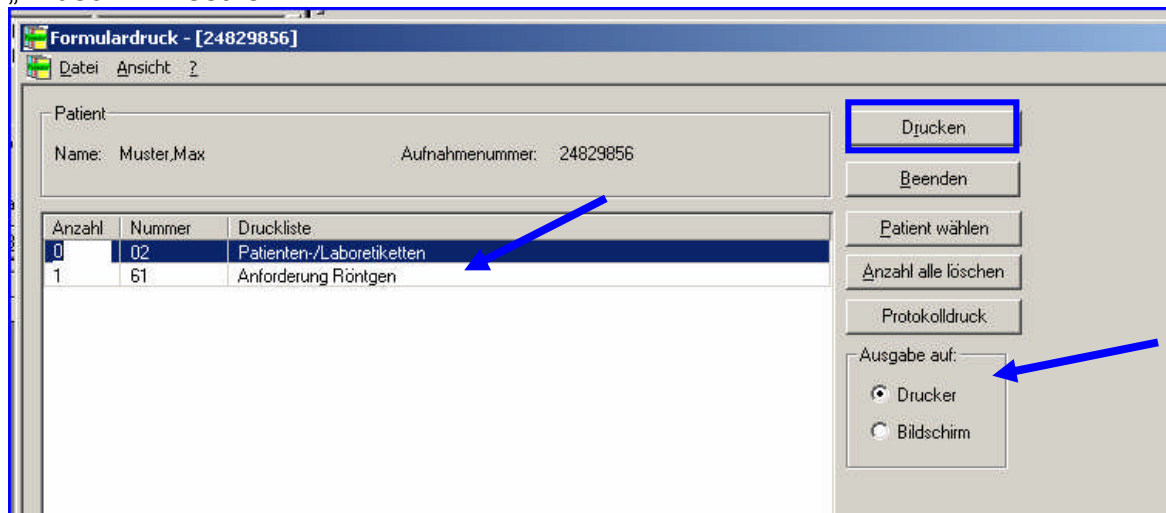 Formulardruck - [24829856]
Datei Ansicht ?
Patient
Name: Muster,Max Aufnahmenummer: 24829856
Drucken
Beenden
Anzahl Nummer Druckliste
0 02 Patienten-/Laboretiketten
1 61 Anforderung Röntgen
Patient wählen
Anzahl alle löschen
Protokolldruck
Ausgabe auf:
Drucker
Bildschirm